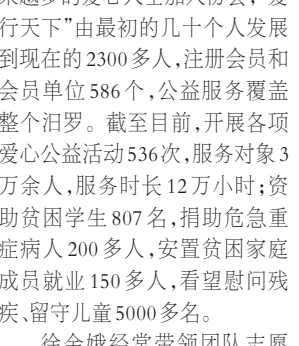 行天下”由最初的几十个人发展
到现在的2300多人，注册会员和
会员单位586个，公益服务覆盖
整个汨罗。截至目前，开展各项
爱心公益活动536次，服务对象3
万余人，服务时长12万小时；资
助贫困学生807名，捐助危急重
症病人200多人，安置贫困家庭
成员就业150多人，看望慰问残
疾、留守儿童5000多名。